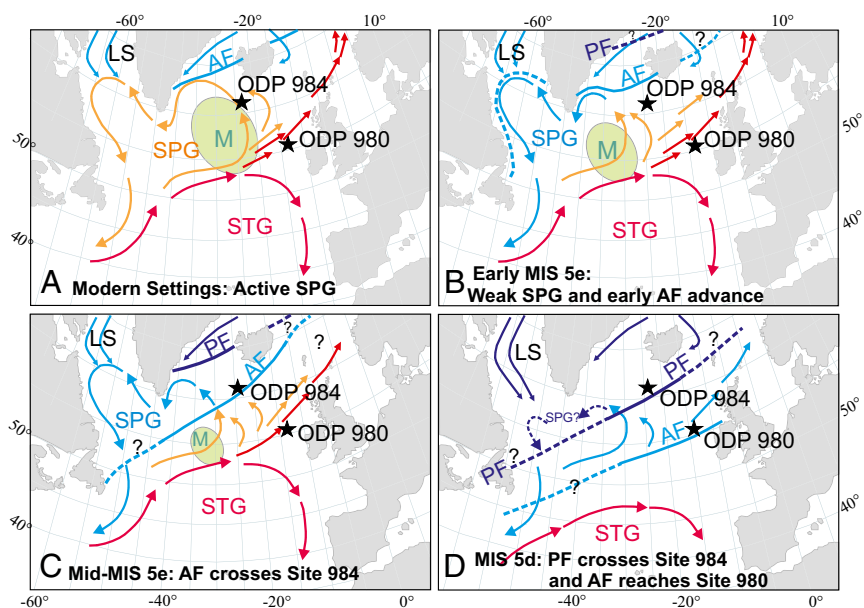 -60° -40° -20° 10° -60° -40° -20° 10°
LS
AF
ODP 984
M
SPG
ODP 980
STG
50°
40°
A Modern Settings: Active SPG
LS
PF
?
?
AF
ODP 984
SPG
M
ODP 980
STG
50°
40°
B Early MIS 5e:
Weak SPG and early AF advance
LS
PF
?
AF
?
ODP 984
SPG
?
M
ODP 980
STG
50°
40°
C Mid-MIS 5e: AF crosses Site 984
LS
?
PF
ODP 984
SPG?
AF
ODP 980
?
PF
?
STG
50°
40°
D MIS 5d: PF crosses Site 984
and AF reaches Site 980
-40° -20° 0° -60° -40° -20° 0°